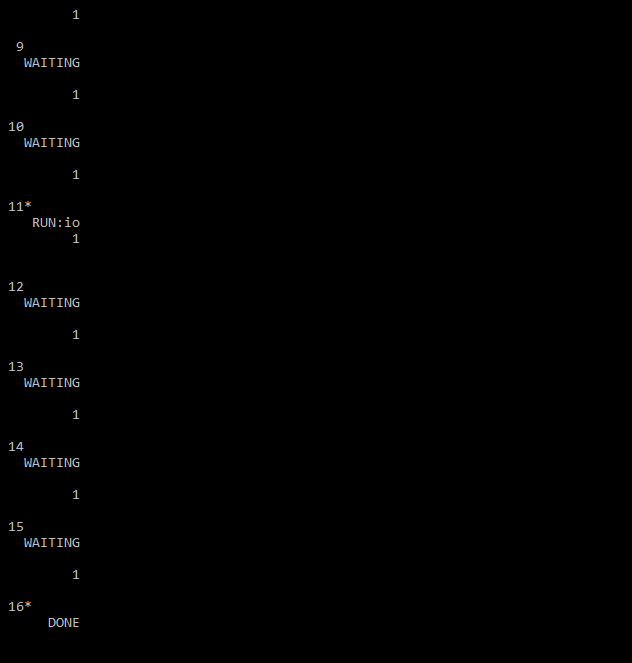 1
9
WAITING
1
10
WAITING
1
11*
RUN:io
1
12
WAITING
1
13
WAITING
1
14
WAITING
1
15
WAITING
1
16*
DONE